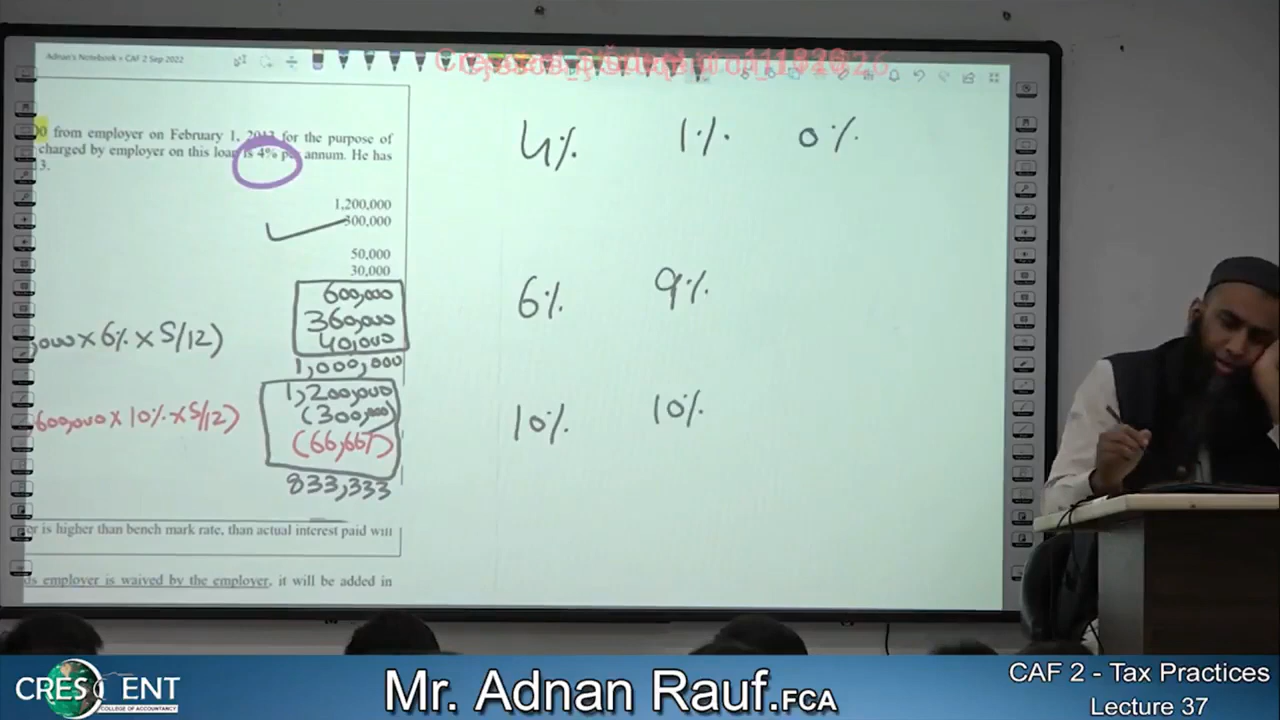 Adnan's Notebook » CAF 2 Sep 2022
00 from employer on February 1, 2013 for the purpose of
charged by employer on this loan is 4% per annum. He has
13.
1,200,000
300,000
50,000
30,000
600,000
360,000
,000 x 6% x 5/12) 40,000
1,000,000
1,200,000
600,000 x 10% x 5/12) (300,000)
(66,667)
833,333
or is higher than bench mark rate, than actual interest paid will
ds employer is waived by the employer, it will be added in
4% 1% 0%
6% 9%
10% 10%
CRESCENT
COLLEGE OF ACCOUNTANCY
Mr. Adnan Rauf.FCA
CAF 2 - Tax Practices
Lecture 37